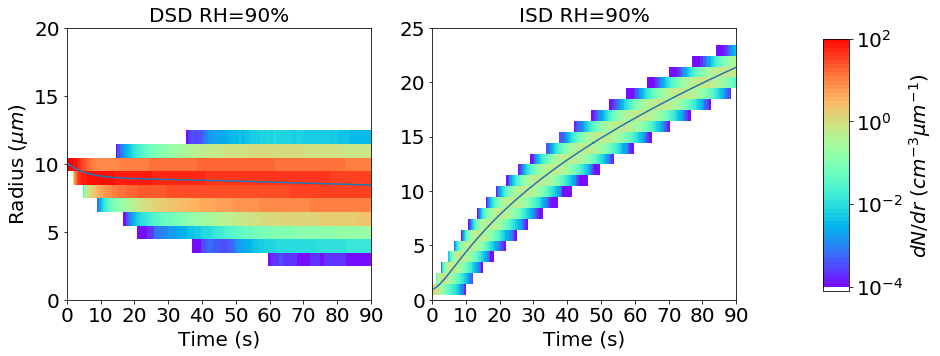 DSD RH=90%
ISD RH=90%
20
15
10
5
0
Radius (μm)
0 10 20 30 40 50 60 70 80 90
Time (s)
25
20
15
10
5
0
0 10 20 30 40 50 60 70 80 90
Time (s)
10²
10⁰
10⁻²
10⁻⁴
dN/dr (cm⁻³μm⁻¹)